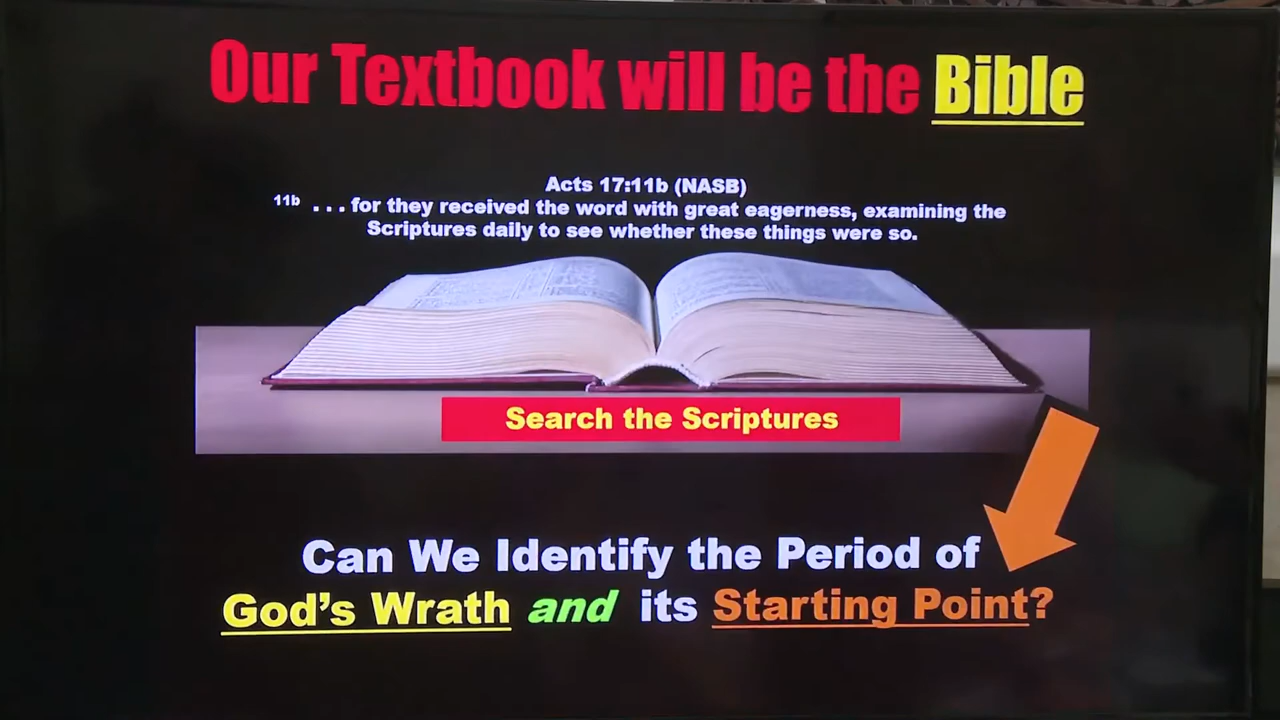 Our Textbook will be the Bible
Acts 17:11b (NASB)
11b . . . for they received the word with great eagerness, examining the
Scriptures daily to see whether these things were so.
Search the Scriptures
Can We Identify the Period of
God's Wrath and its Starting Point?